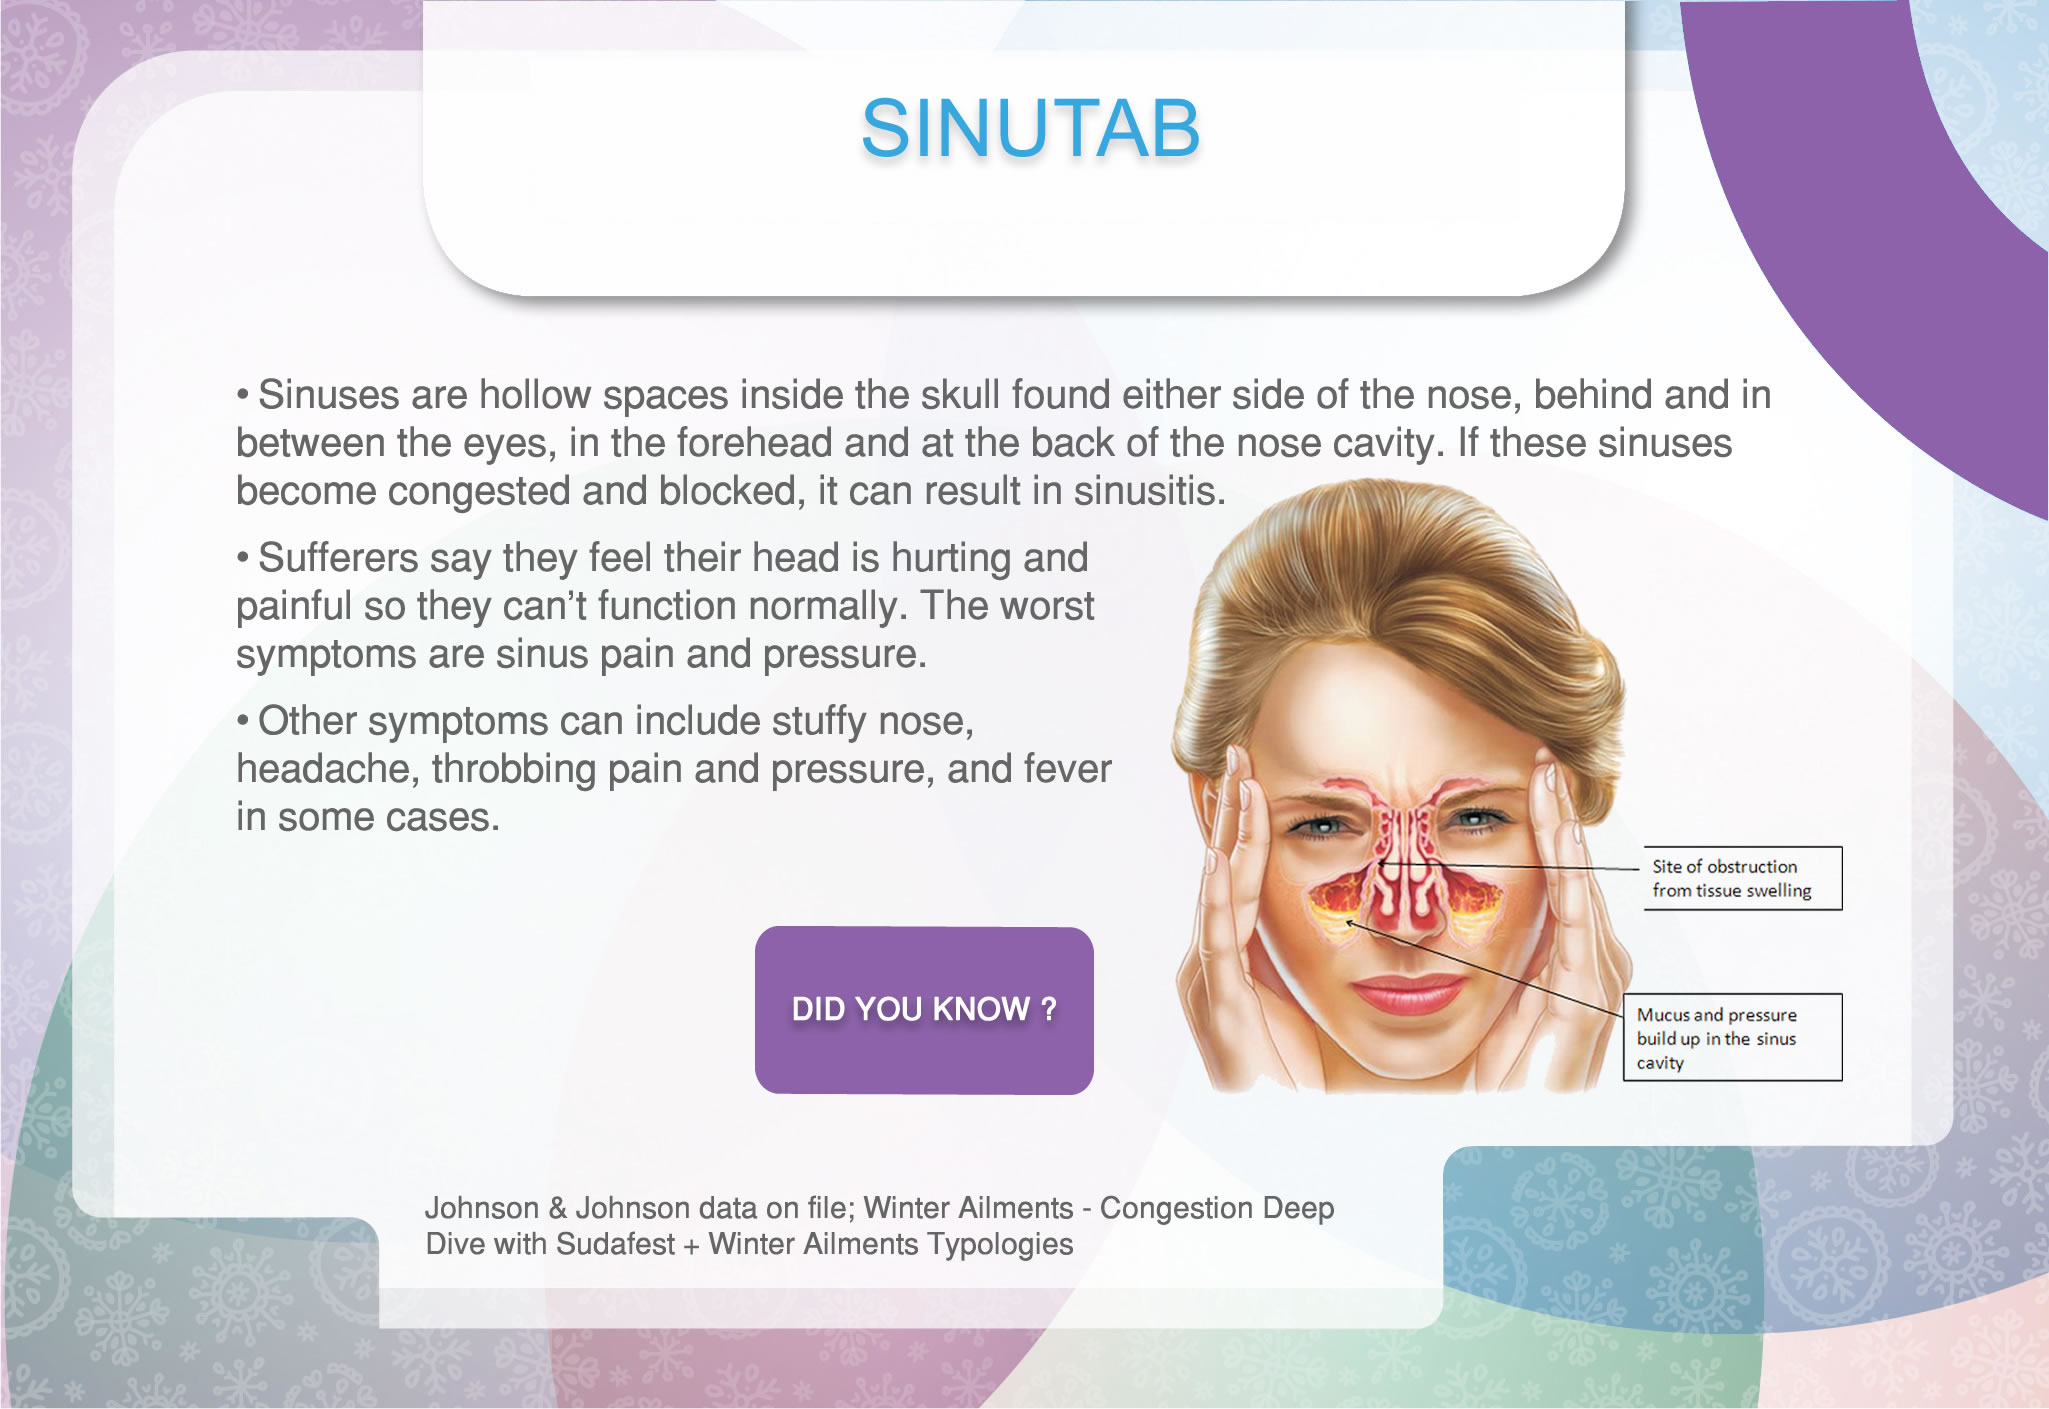 SINUTAB
• Sinuses are hollow spaces inside the skull found either side of the nose, behind and in
between the eyes, in the forehead and at the back of the nose cavity. If these sinuses
become congested and blocked, it can result in sinusitis.
• Sufferers say they feel their head is hurting and
painful so they can’t function normally. The worst
symptoms are sinus pain and pressure.
• Other symptoms can include stuffy nose,
headache, throbbing pain and pressure, and fever
in some cases.
Site of obstruction
from tissue swelling
Mucus and pressure
build up in the sinus
cavity
DID YOU KNOW ?
Johnson & Johnson data on file; Winter Ailments - Congestion Deep
Dive with Sudafest + Winter Ailments Typologies